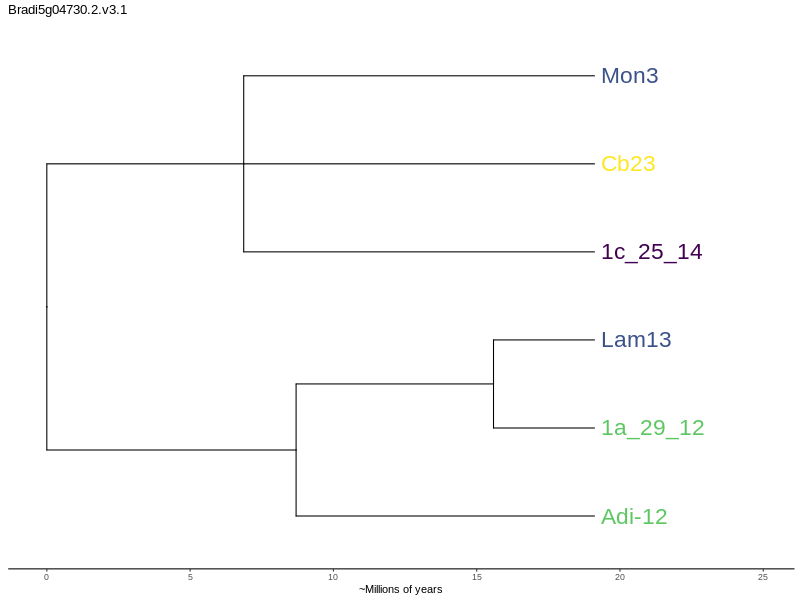 Bradi5g04730.2.v3.1
Mon3
Cb23
1c_25_14
Lam13
1a_29_12
Adi-12
0 5 10 15 20 25
~Millions of years